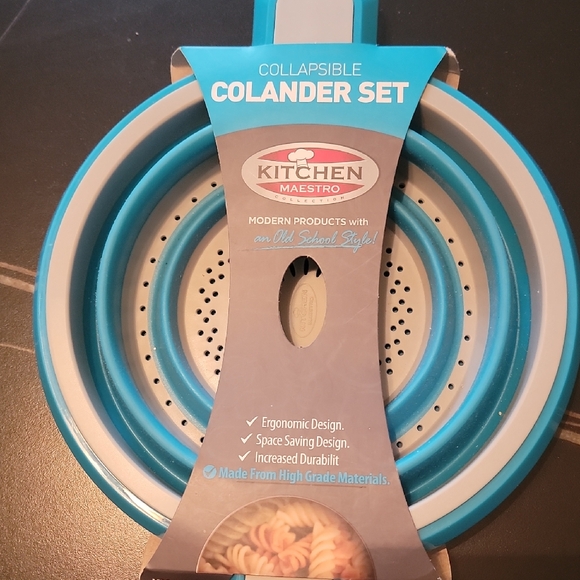 COLLAPSIBLE
COLANDER SET
KITCHEN
MAESTRO
COLLECTION
MODERN PRODUCTS with
an Old School Style!
✓ Ergonomic Design.
✓ Space Saving Design.
✓ Increased Durabilit
✓ Made From High Grade Materials.